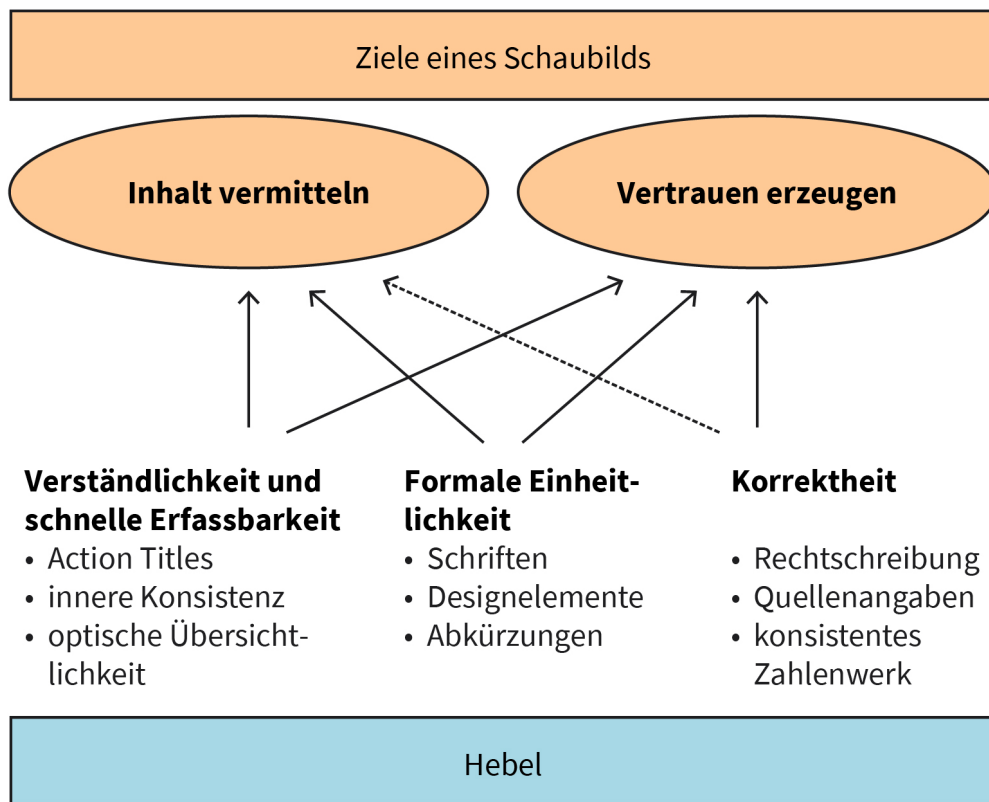 Ziele eines Schaubilds
Inhalt vermitteln
Vertrauen erzeugen
Verständlichkeit und
schnelle Erfassbarkeit
• Action Titles
• innere Konsistenz
• optische Übersicht-
lichkeit
Formale Einheit-
lichkeit
• Schriften
• Designelemente
• Abkürzungen
Korrektheit
• Rechtschreibung
• Quellenangaben
• konsistentes
Zahlenwerk
Hebel